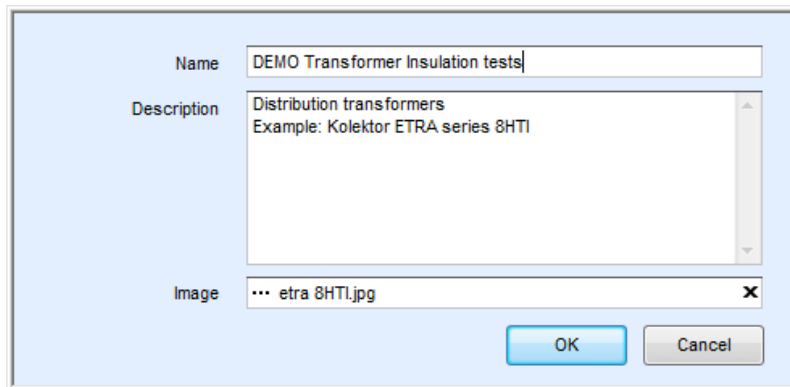 Name DEMO Transformer Insulation tests
Description Distribution transformers
Example: Kolektor ETRA series 8HTI
Image ··· etra 8HTI.jpg x
OK Cancel